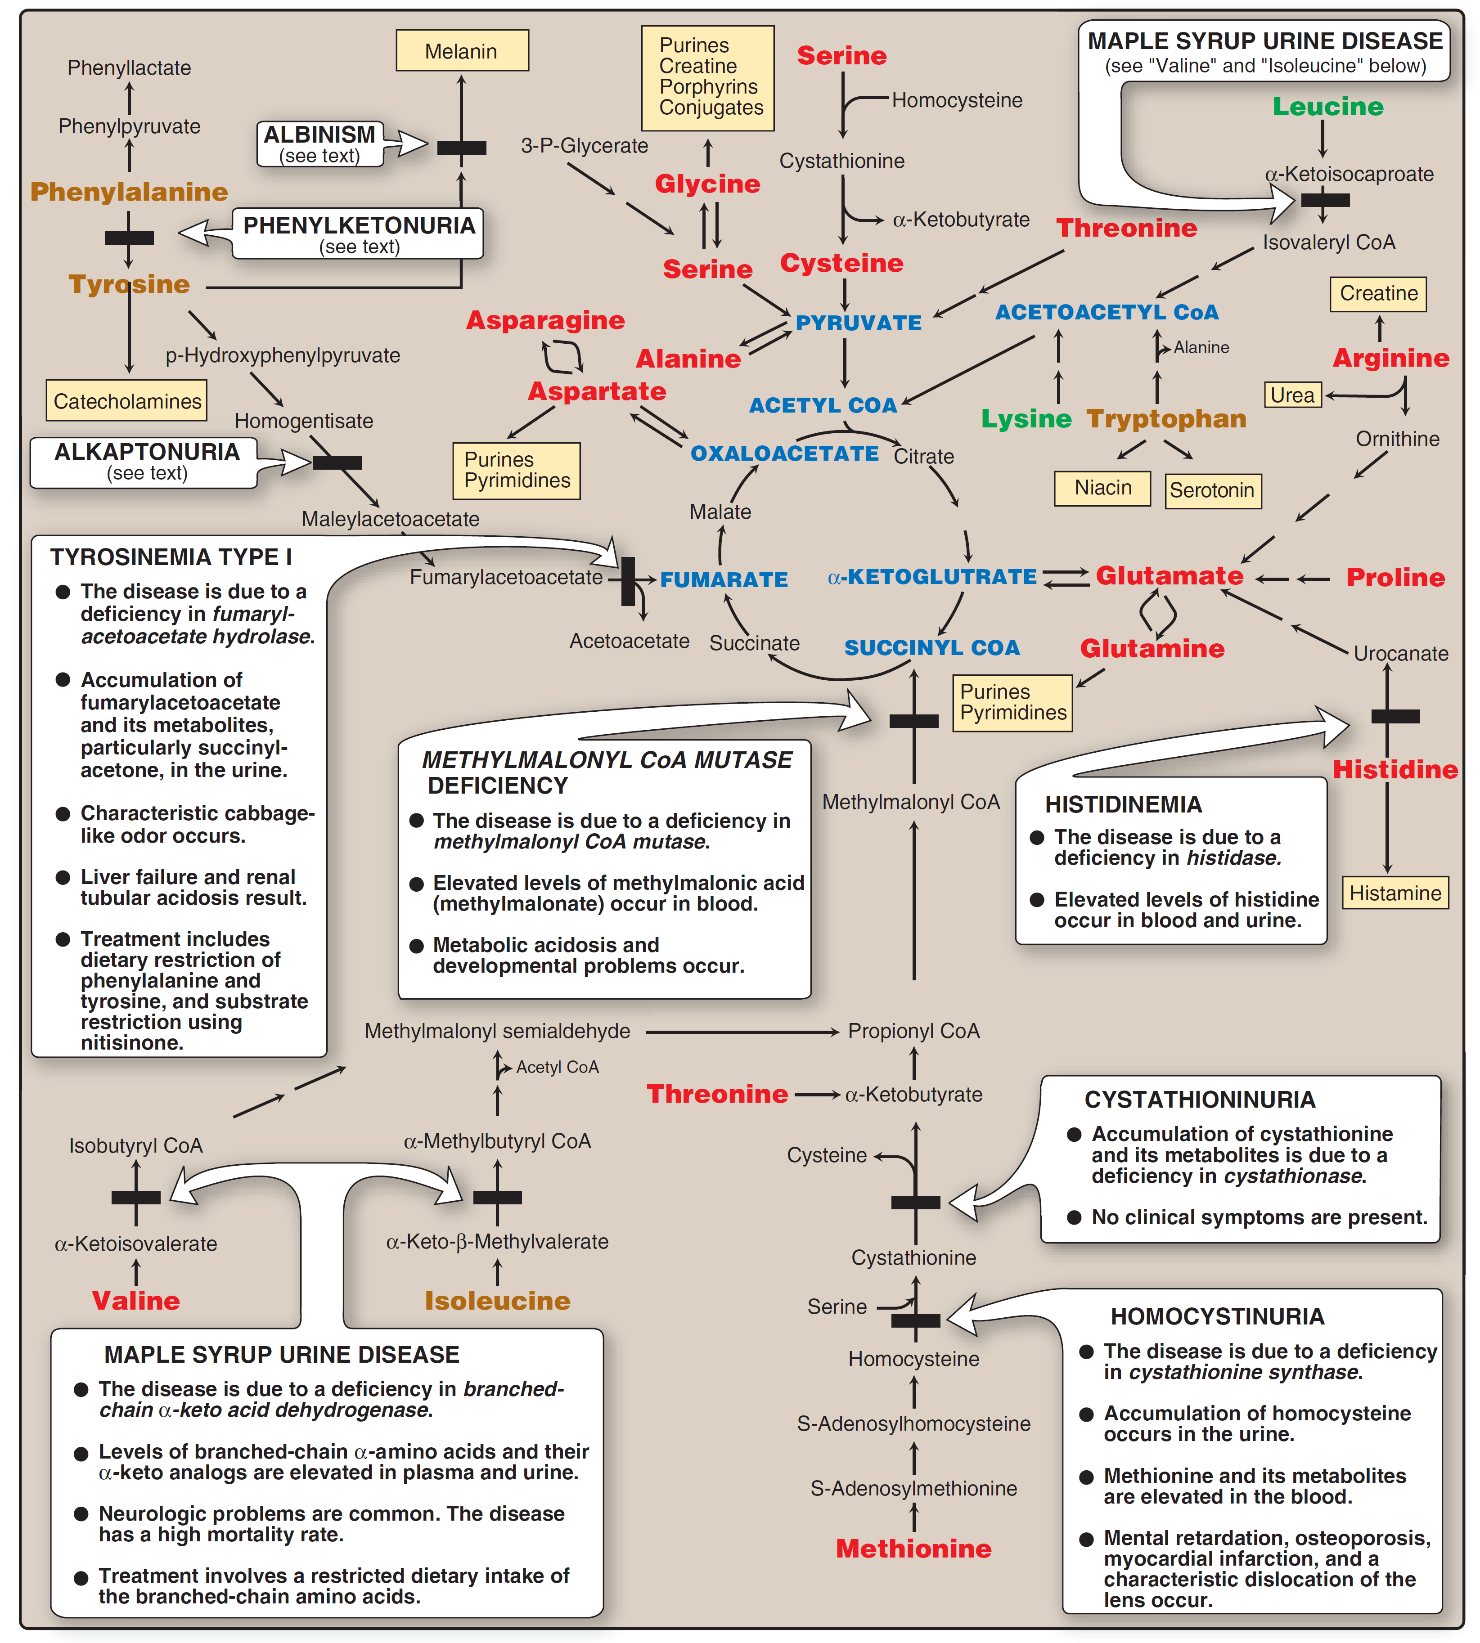 Phenyllactate
Phenylpyruvate
Phenylalanine
Tyrosine
Catecholamines
Melanin
ALBINISM
(see text)
PHENYLKETONURIA
(see text)
p-Hydroxyphenylpyruvate
Homogentisate
ALKAPTONURIA
(see text)
Maleylacetoacetate
Fumarylacetoacetate
Acetoacetate
3-P-Glycerate
Purines
Creatine
Porphyrins
Conjugates
Glycine
Serine
Serine
Homocysteine
Cystathionine
α-Ketobutyrate
Cysteine
Threonine
MAPLE SYRUP URINE DISEASE
(see "Valine" and "Isoleucine" below)
Leucine
α-Ketoisocaproate
Isovaleryl CoA
PYRUVATE
ACETOACETYL CoA
Asparagine
Alanine
Aspartate
Purines
Pyrimidines
ACETYL COA
OXALOACETATE
Citrate
Malate
Lysine
Tryptophan
Alanine
Niacin
Serotonin
Creatine
Arginine
Urea
Ornithine
FUMARATE
α-KETOGLUTRATE
Glutamate
Proline
Succinate
SUCCINYL COA
Glutamine
Purines
Pyrimidines
Urocanate
Histidine
Histamine
TYROSINEMIA TYPE I
● The disease is due to a
deficiency in fumaryl-
acetoacetate hydrolase.
● Accumulation of
fumarylacetoacetate
and its metabolites,
particularly succinyl-
acetone, in the urine.
● Characteristic cabbage-
like odor occurs.
● Liver failure and renal
tubular acidosis result.
● Treatment includes
dietary restriction of
phenylalanine and
tyrosine, and substrate
restriction using
nitisinone.
METHYLMALONYL CoA MUTASE
DEFICIENCY
● The disease is due to a deficiency in
methylmalonyl CoA mutase.
● Elevated levels of methylmalonic acid
(methylmalonate) occur in blood.
● Metabolic acidosis and
developmental problems occur.
Methylmalonyl CoA
HISTIDINEMIA
● The disease is due to a
deficiency in histidase.
● Elevated levels of histidine
occur in blood and urine.
Methylmalonyl semialdehyde
Propionyl CoA
Acetyl CoA
Threonine
α-Ketobutyrate
Isobutyryl CoA
α-Methylbutyryl CoA
Cysteine
α-Ketoisovalerate
α-Keto-β-Methylvalerate
Valine
Isoleucine
Cystathionine
Serine
Homocysteine
S-Adenosylhomocysteine
S-Adenosylmethionine
Methionine
CYSTATHIONINURIA
● Accumulation of cystathionine
and its metabolites is due to a
deficiency in cystathionase.
● No clinical symptoms are present.
MAPLE SYRUP URINE DISEASE
● The disease is due to a deficiency in branched-
chain α-keto acid dehydrogenase.
● Levels of branched-chain α-amino acids and their
α-keto analogs are elevated in plasma and urine.
● Neurologic problems are common. The disease
has a high mortality rate.
● Treatment involves a restricted dietary intake of
the branched-chain amino acids.
HOMOCYSTINURIA
● The disease is due to a deficiency
in cystathionine synthase.
● Accumulation of homocysteine
occurs in the urine.
● Methionine and its metabolites
are elevated in the blood.
● Mental retardation, osteoporosis,
myocardial infarction, and a
characteristic dislocation of the
lens occur.